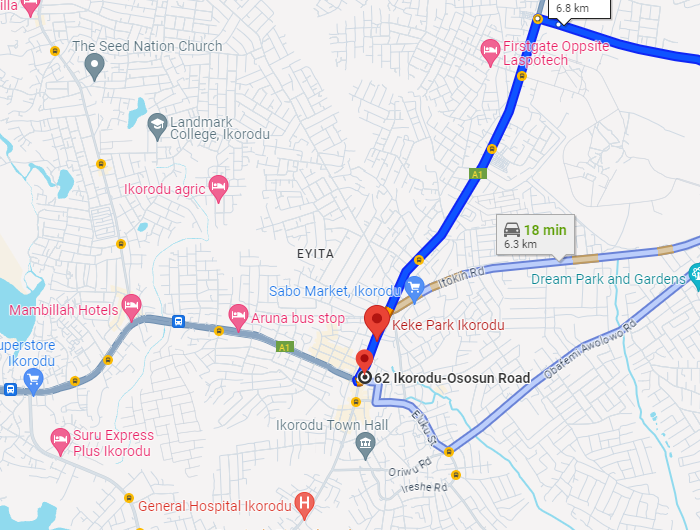 illa
6.8 km
The Seed Nation Church
Firstgate Oppsite
Laspotech
Landmark
College, Ikorodu
A1
Ikorodu agric
18 min
6.3 km
EYITA
Itokin Rd
Dream Park and Gardens
Sabo Market, Ikorodu
Mambillah Hotels
Aruna bus stop
Keke Park Ikorodu
A1
uperstore
Ikorodu
62 Ikorodu-Ososun Road
Obafemi Awolowo Rd
Ikorodu Town Hall
Eluku St
Suru Express
Plus Ikorodu
Oriwu Rd
Ireshe Rd
General Hospital Ikorodu
H